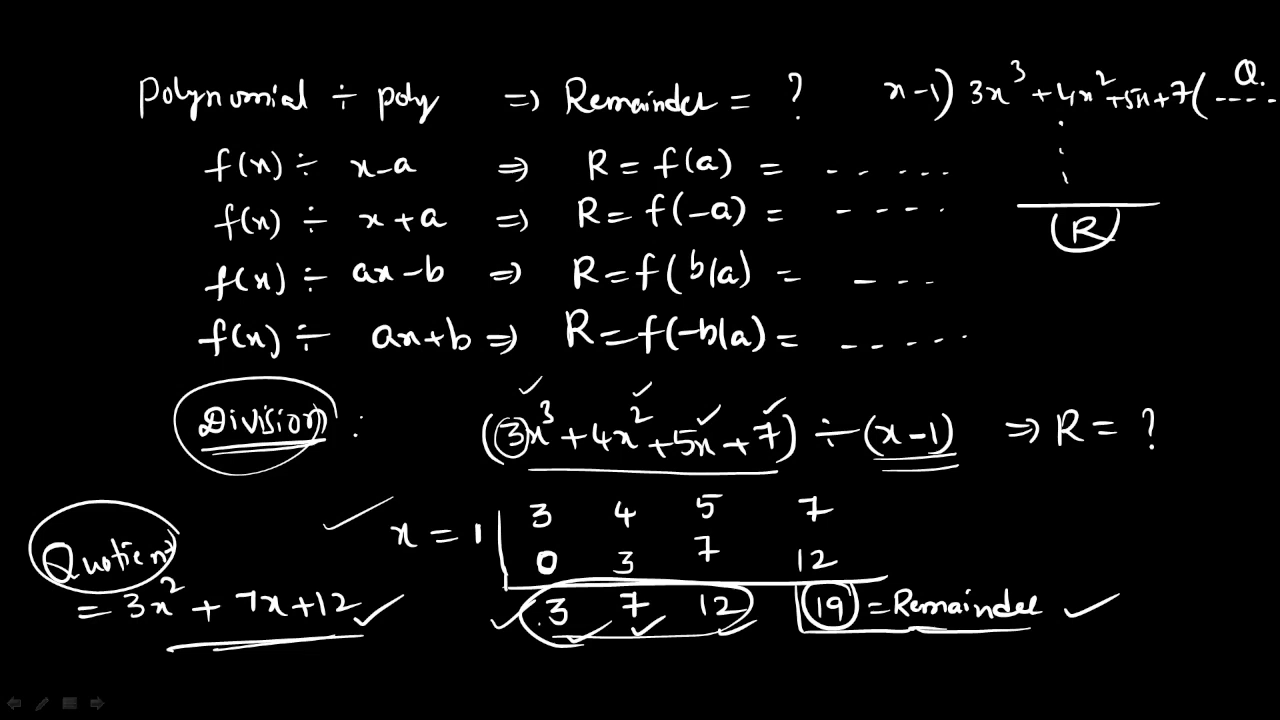 Polynomial ÷ poly ⇒ Remainder = ? x-1) 3x³ + 4x² + 5x + 7 ( Q. ....
f(x) ÷ x-a ⇒ R = f(a) = ......
f(x) ÷ x+a ⇒ R = f(-a) = .....
R
f(x) ÷ ax-b ⇒ R = f(b/a) = ....
f(x) ÷ ax+b ⇒ R = f(-b/a) = ......
Division : (3x³ + 4x² + 5x + 7) ÷ (x-1) ⇒ R = ?
x = 1 3 4 5 7
0 3 7 12
3 7 12 19 = Remainder
Quotient
= 3x² + 7x + 12